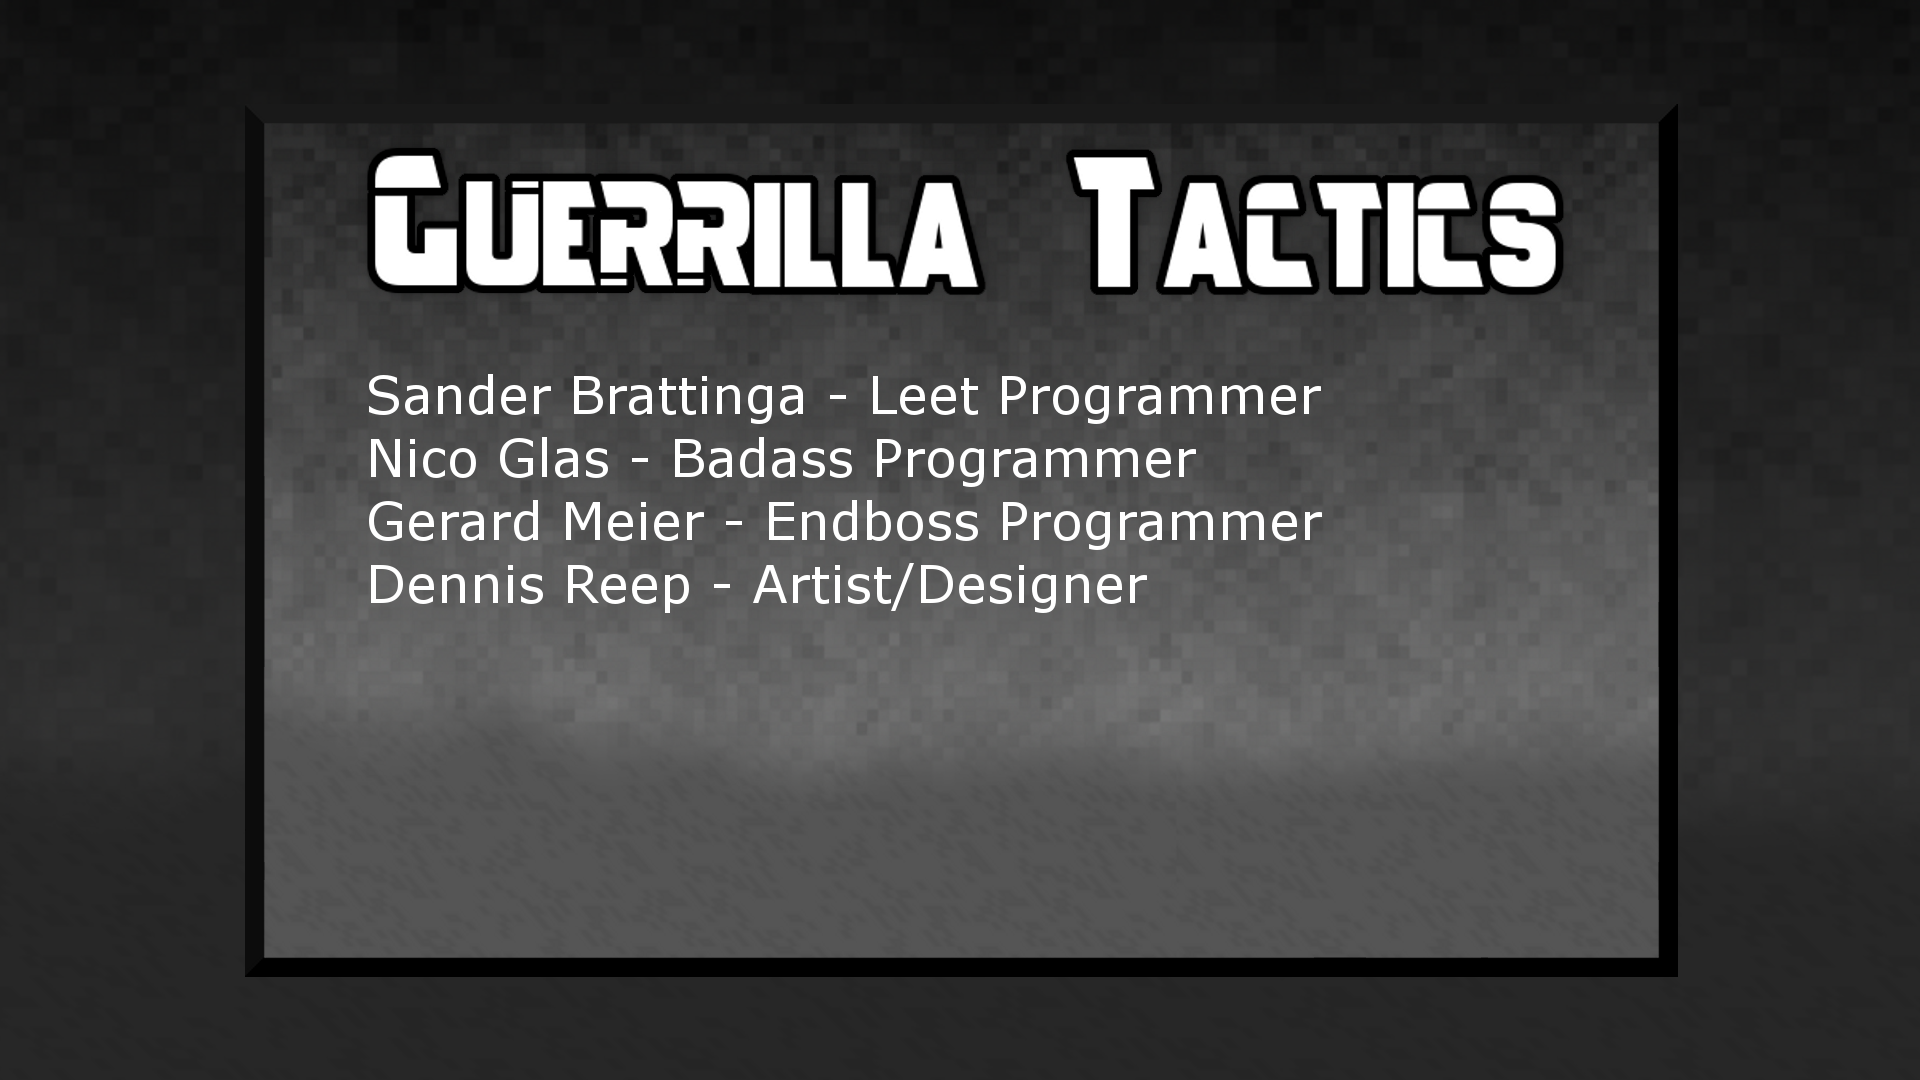 Guerrilla Tactics
Sander Brattinga - Leet Programmer
Nico Glas - Badass Programmer
Gerard Meier - Endboss Programmer
Dennis Reep - Artist/Designer